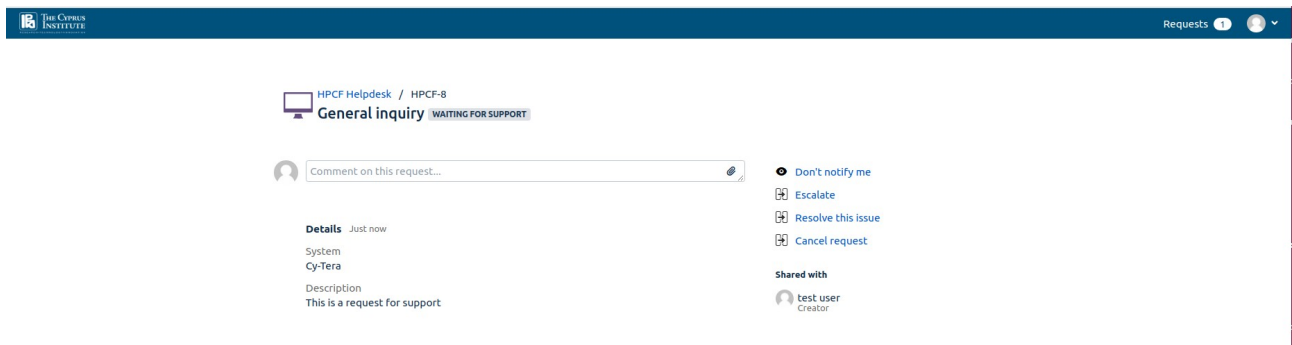 THE CYPRUS
INSTITUTE
Requests 1
HPCF Helpdesk / HPCF-8
General inquiry WAITING FOR SUPPORT
Comment on this request...
Don't notify me
Escalate
Resolve this issue
Cancel request
Details Just now
System
Cy-Tera
Description
This is a request for support
Shared with
test user
Creator